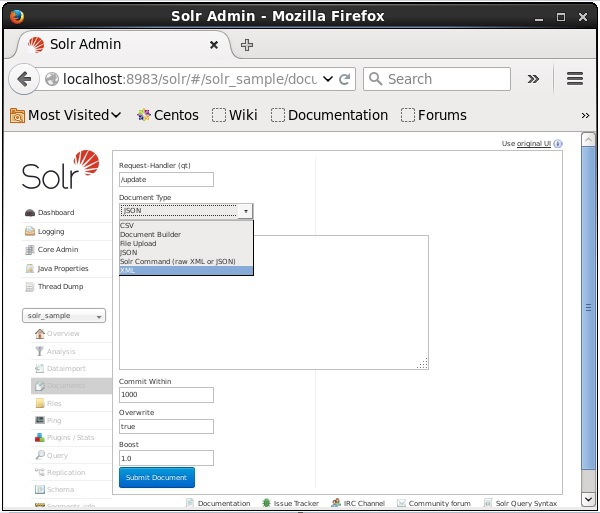 Solr Admin - Mozilla Firefox
Solr Admin
localhost:8983/solr/#/solr_sample/docu
Search
Most Visited
Centos
Wiki
Documentation
Forums
Use original UI
Solr
Dashboard
Logging
Core Admin
Java Properties
Thread Dump
solr_sample
Overview
Analysis
Dataimport
Documents
Files
Ping
Plugins / Stats
Query
Replication
Schema
Request-Handler (qt)
/update
Document Type
JSON
CSV
Document Builder
File Upload
JSON
Solr Command (raw XML or JSON)
XML
Commit Within
1000
Overwrite
true
Boost
1.0
Submit Document
Documentation
Issue Tracker
IRC Channel
Community forum
Solr Query Syntax